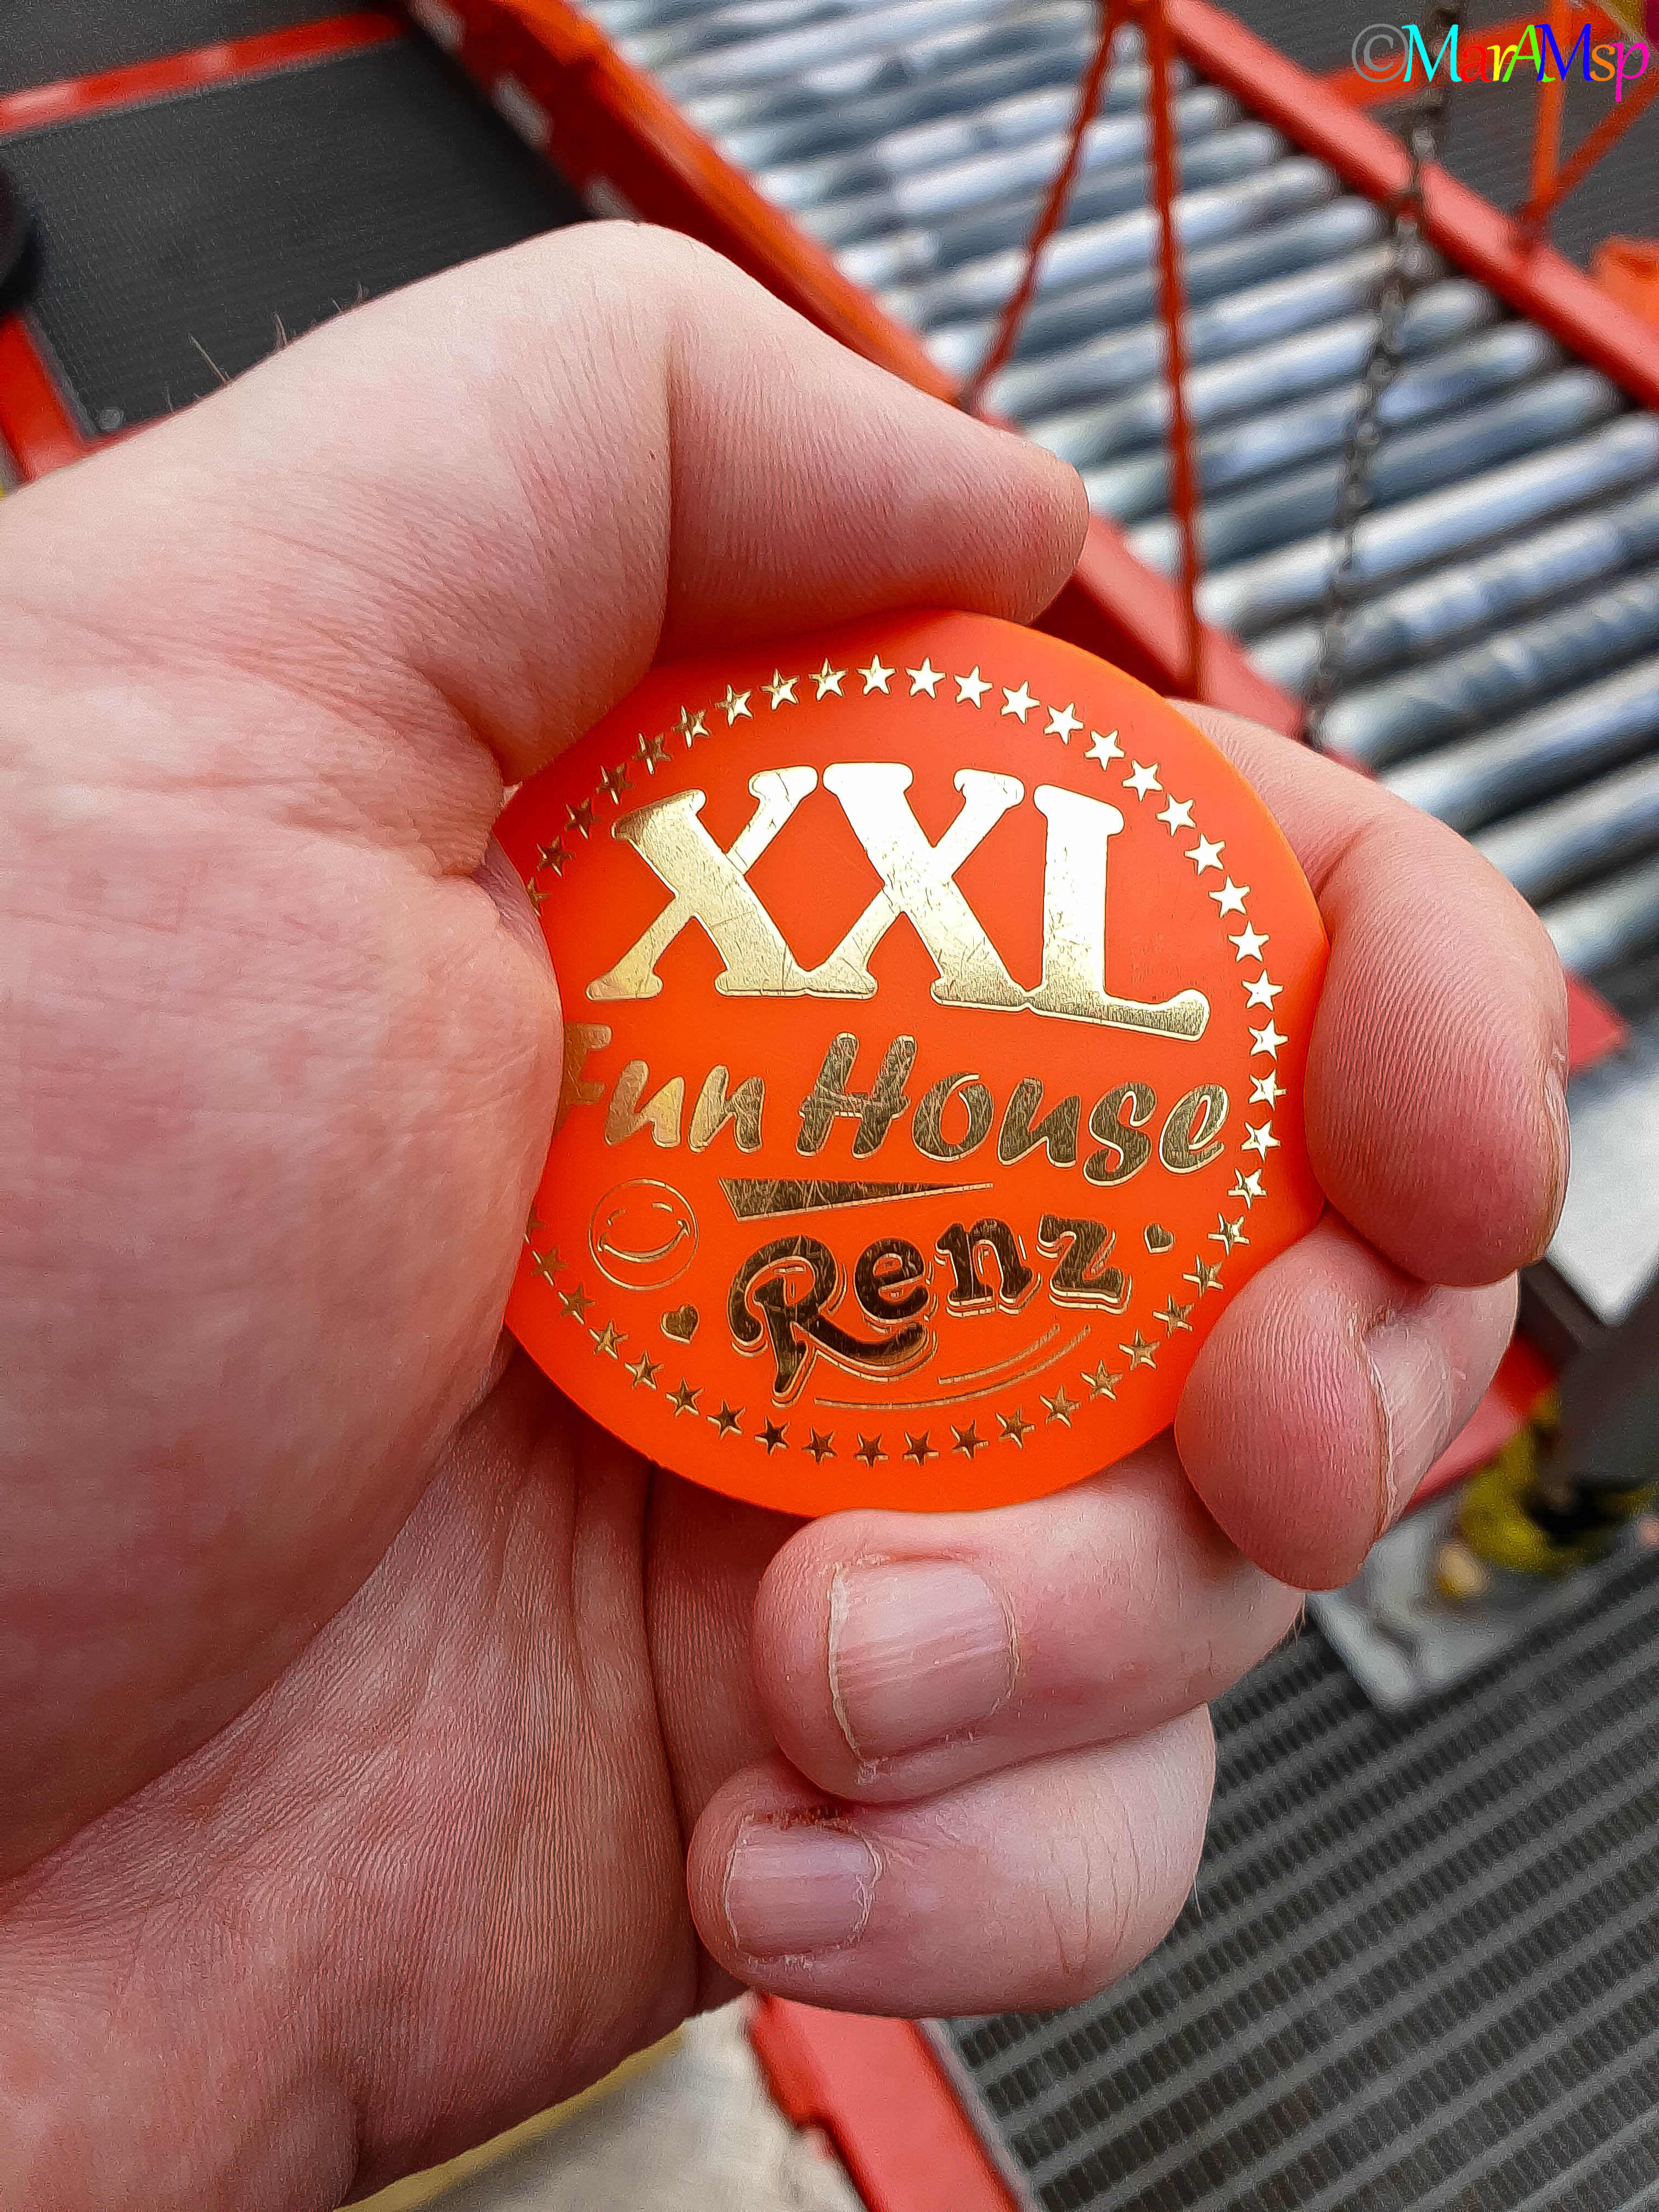 ©MarAMsp
XXL
Fun House
Renz